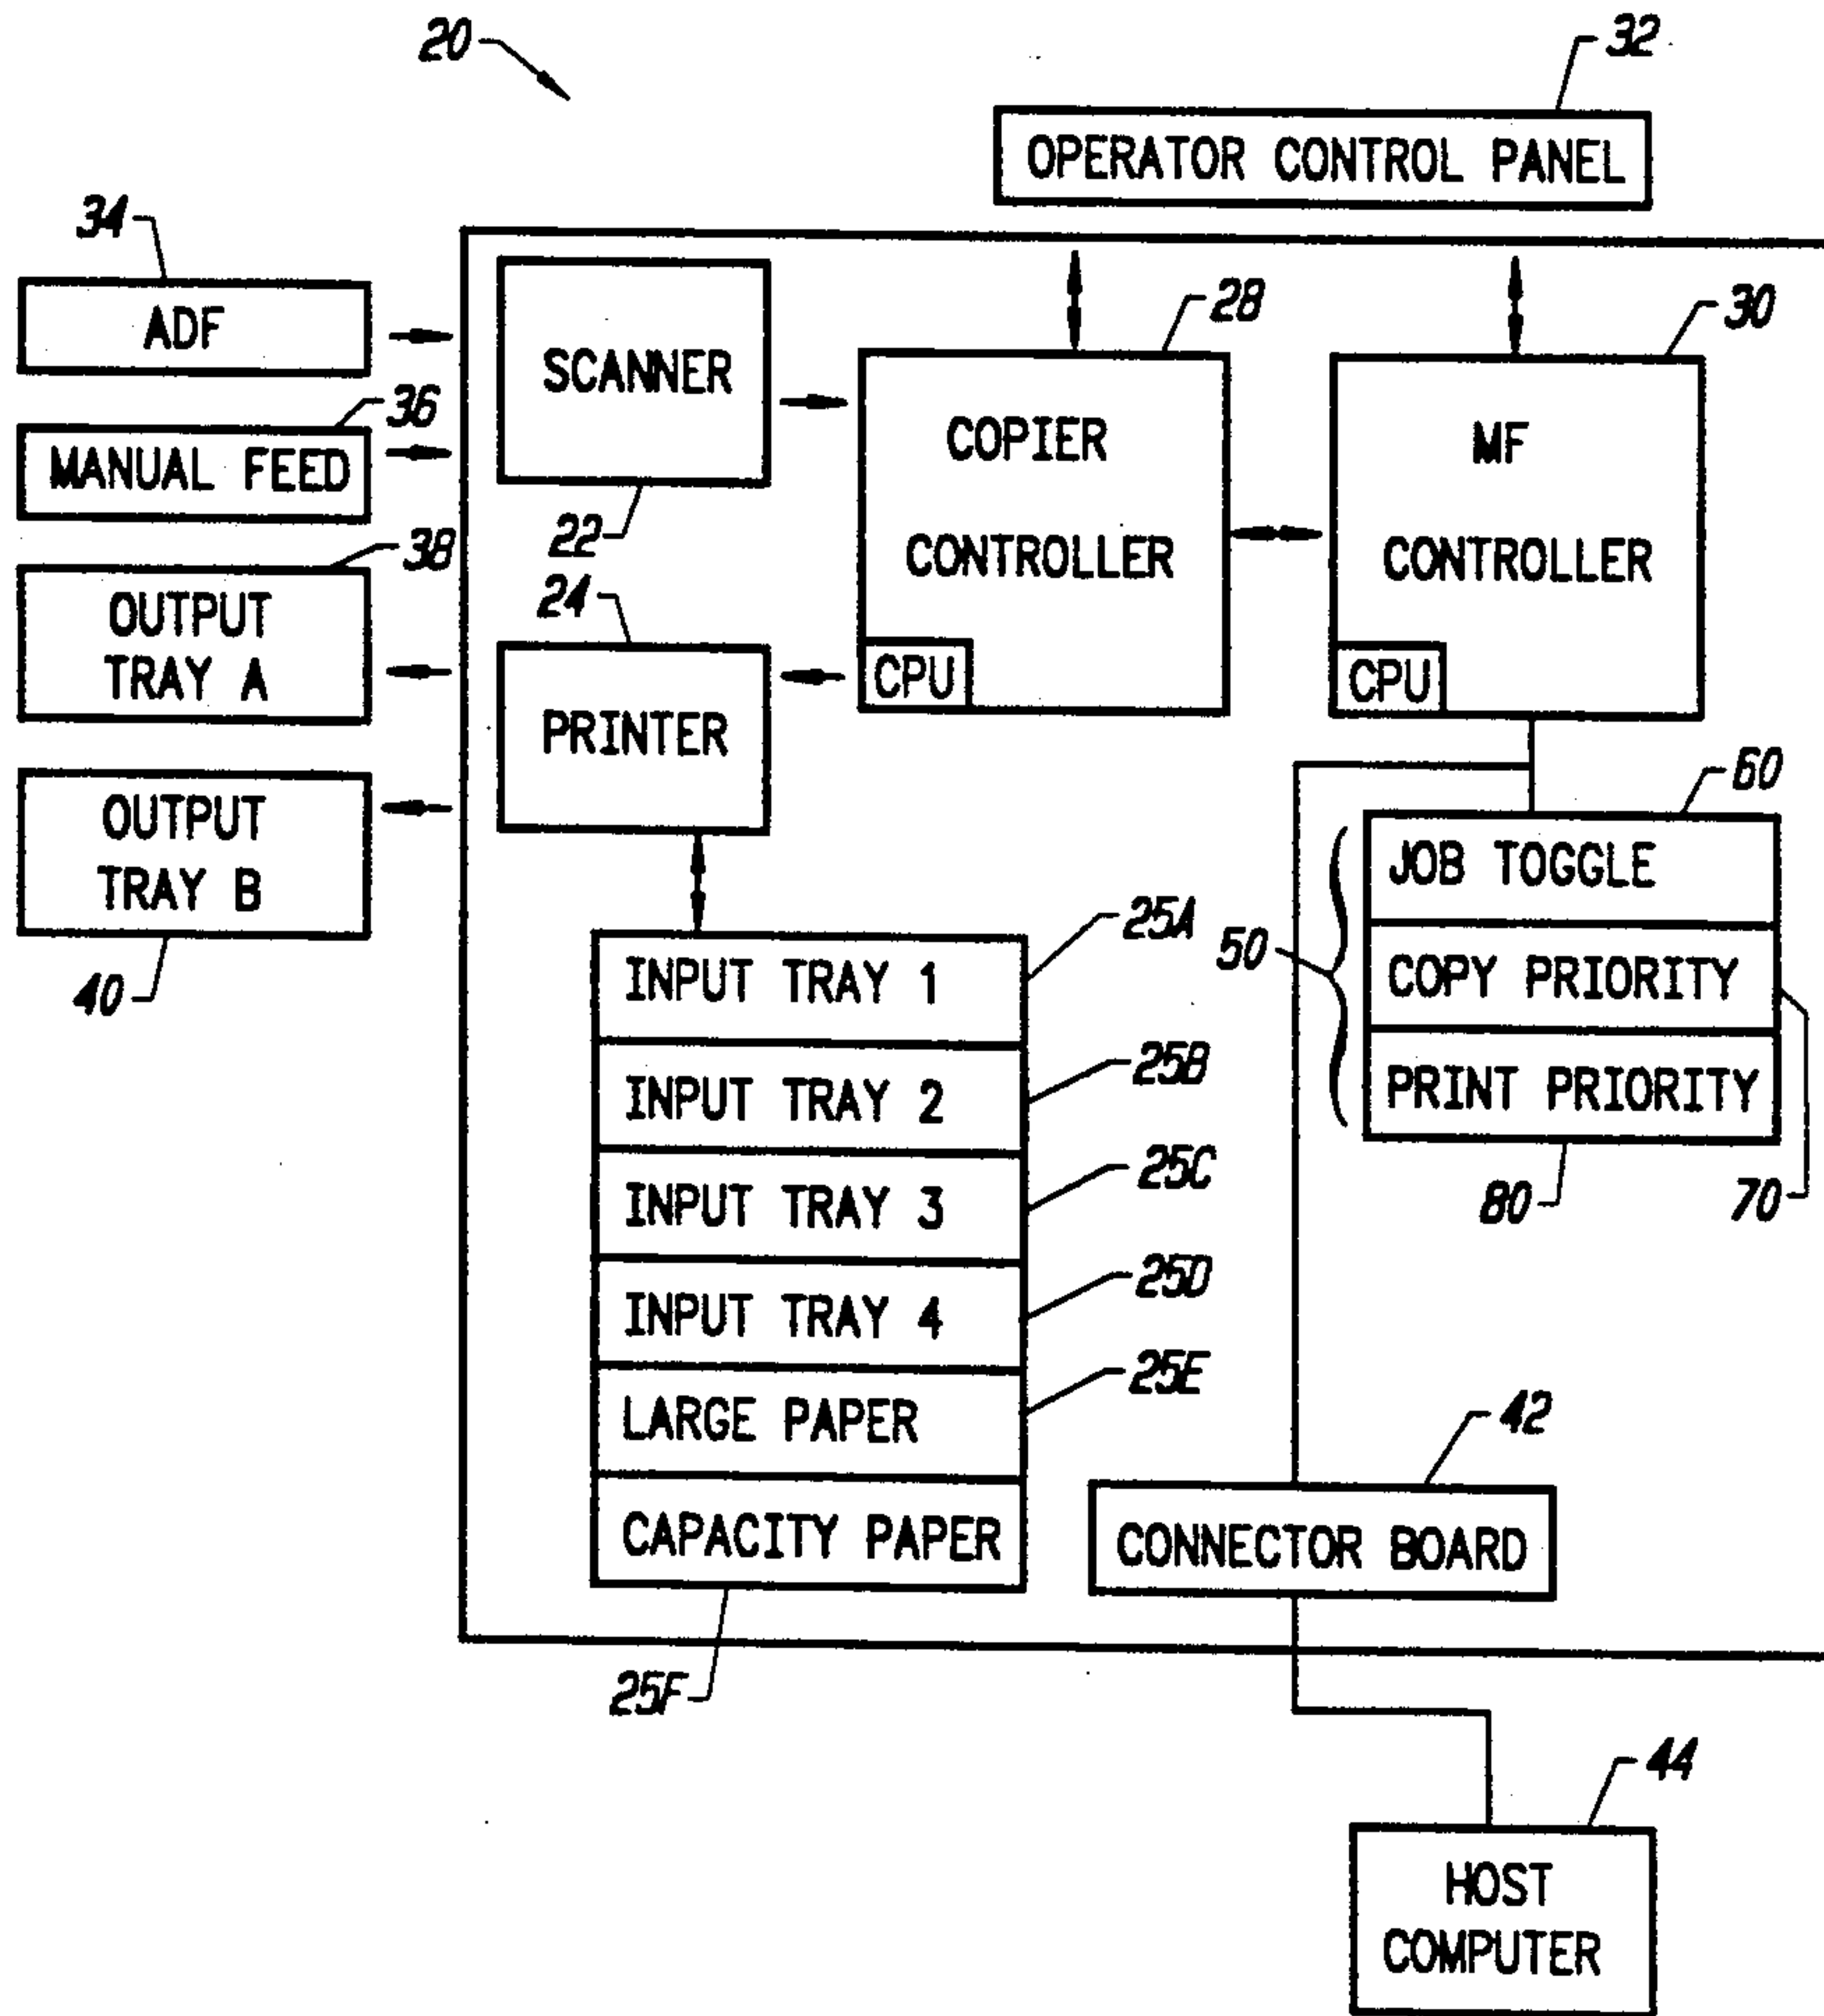 20
32
OPERATOR CONTROL PANEL
34
ADF
36
MANUAL FEED
38
OUTPUT
TRAY A
OUTPUT
TRAY B
40
SCANNER
22
24
PRINTER
28
COPIER
CONTROLLER
CPU
30
MF
CONTROLLER
CPU
60
JOB TOGGLE
50
COPY PRIORITY
PRINT PRIORITY
80
70
25A
INPUT TRAY 1
25B
INPUT TRAY 2
25C
INPUT TRAY 3
25D
INPUT TRAY 4
25E
LARGE PAPER
CAPACITY PAPER
25F
42
CONNECTOR BOARD
44
HOST
COMPUTER